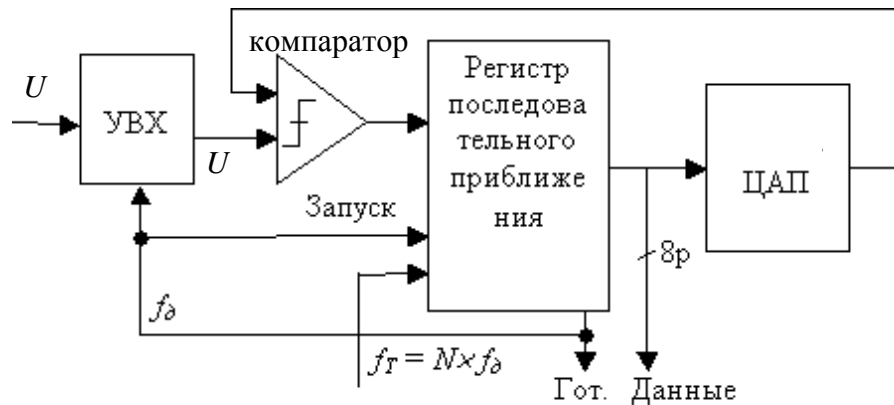 компаратор
U
УВХ
U
Регистр
последова
тельного
приближе
ния
ЦАП
Запуск
8р
fд
fT = N×fд
Гот.
Данные